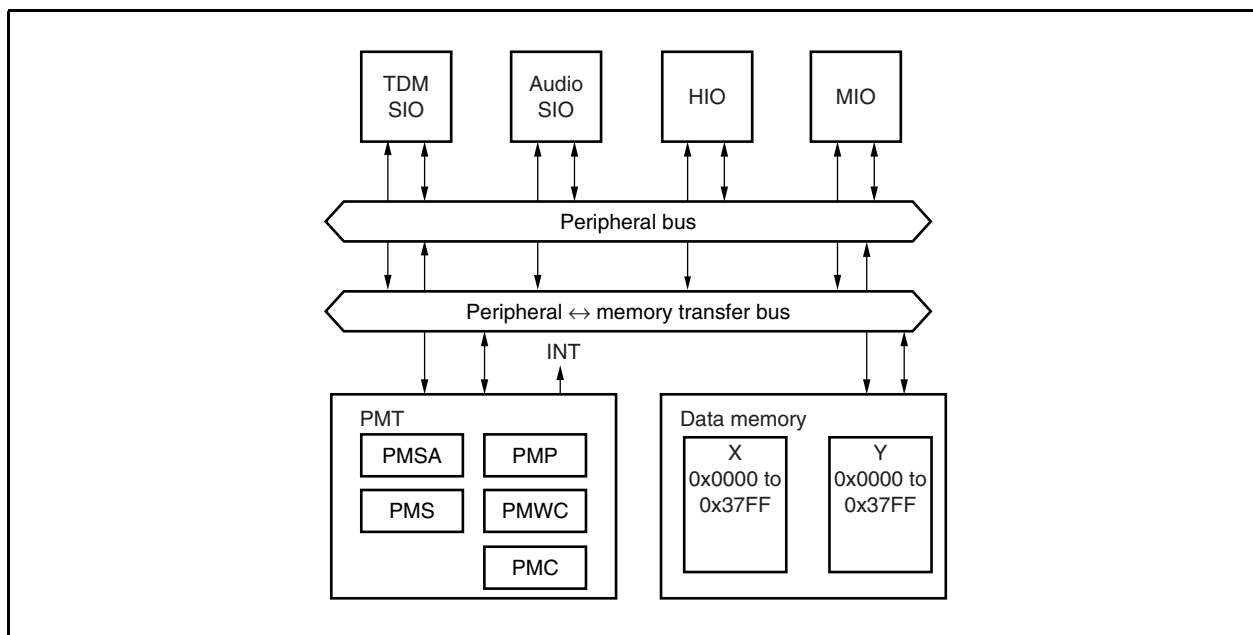 TDM
SIO
Audio
SIO
HIO
MIO
Peripheral bus
Peripheral ↔ memory transfer bus
INT
PMT
PMSA
PMP
PMS
PMWC
PMC
Data memory
X
0x0000 to
0x37FF
Y
0x0000 to
0x37FF